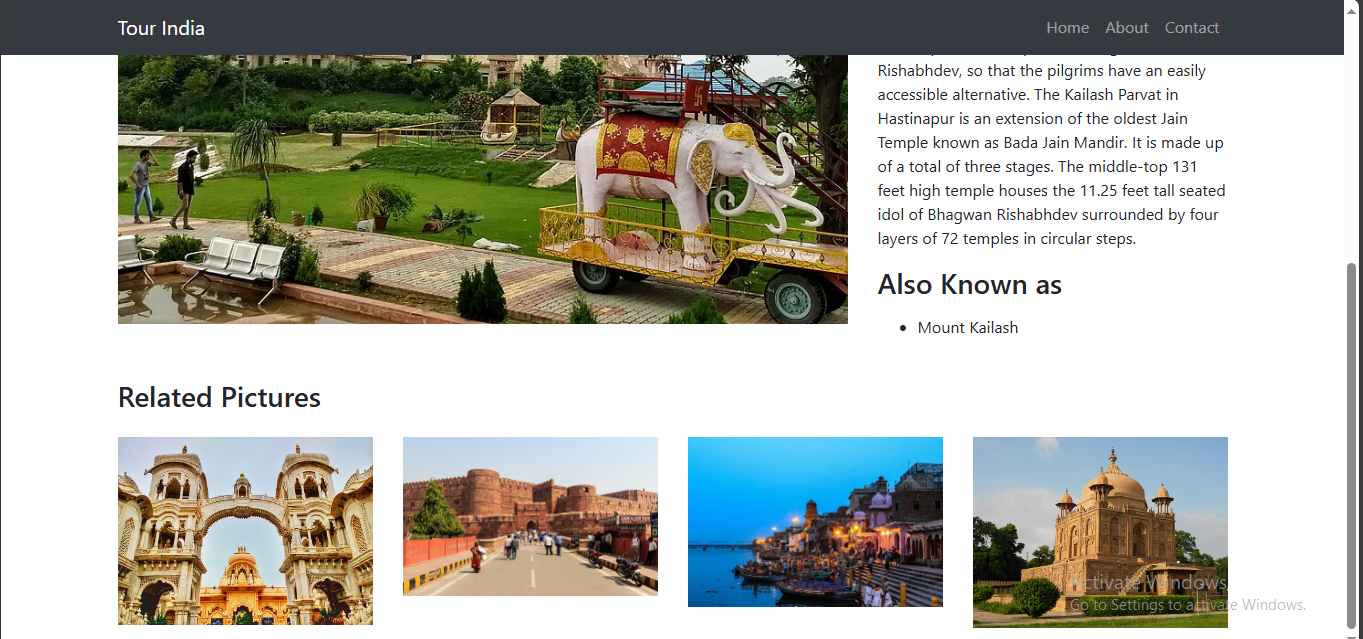 Tour India
Home About Contact
Rishabhdev, so that the pilgrims have an easily
accessible alternative. The Kailash Parvat in
Hastinapur is an extension of the oldest Jain
Temple known as Bada Jain Mandir. It is made up
of a total of three stages. The middle-top 131
feet high temple houses the 11.25 feet tall seated
idol of Bhagwan Rishabhdev surrounded by four
layers of 72 temples in circular steps.
Also Known as
Mount Kailash
Related Pictures
Activate Windows
Go to Settings to activate Windows.